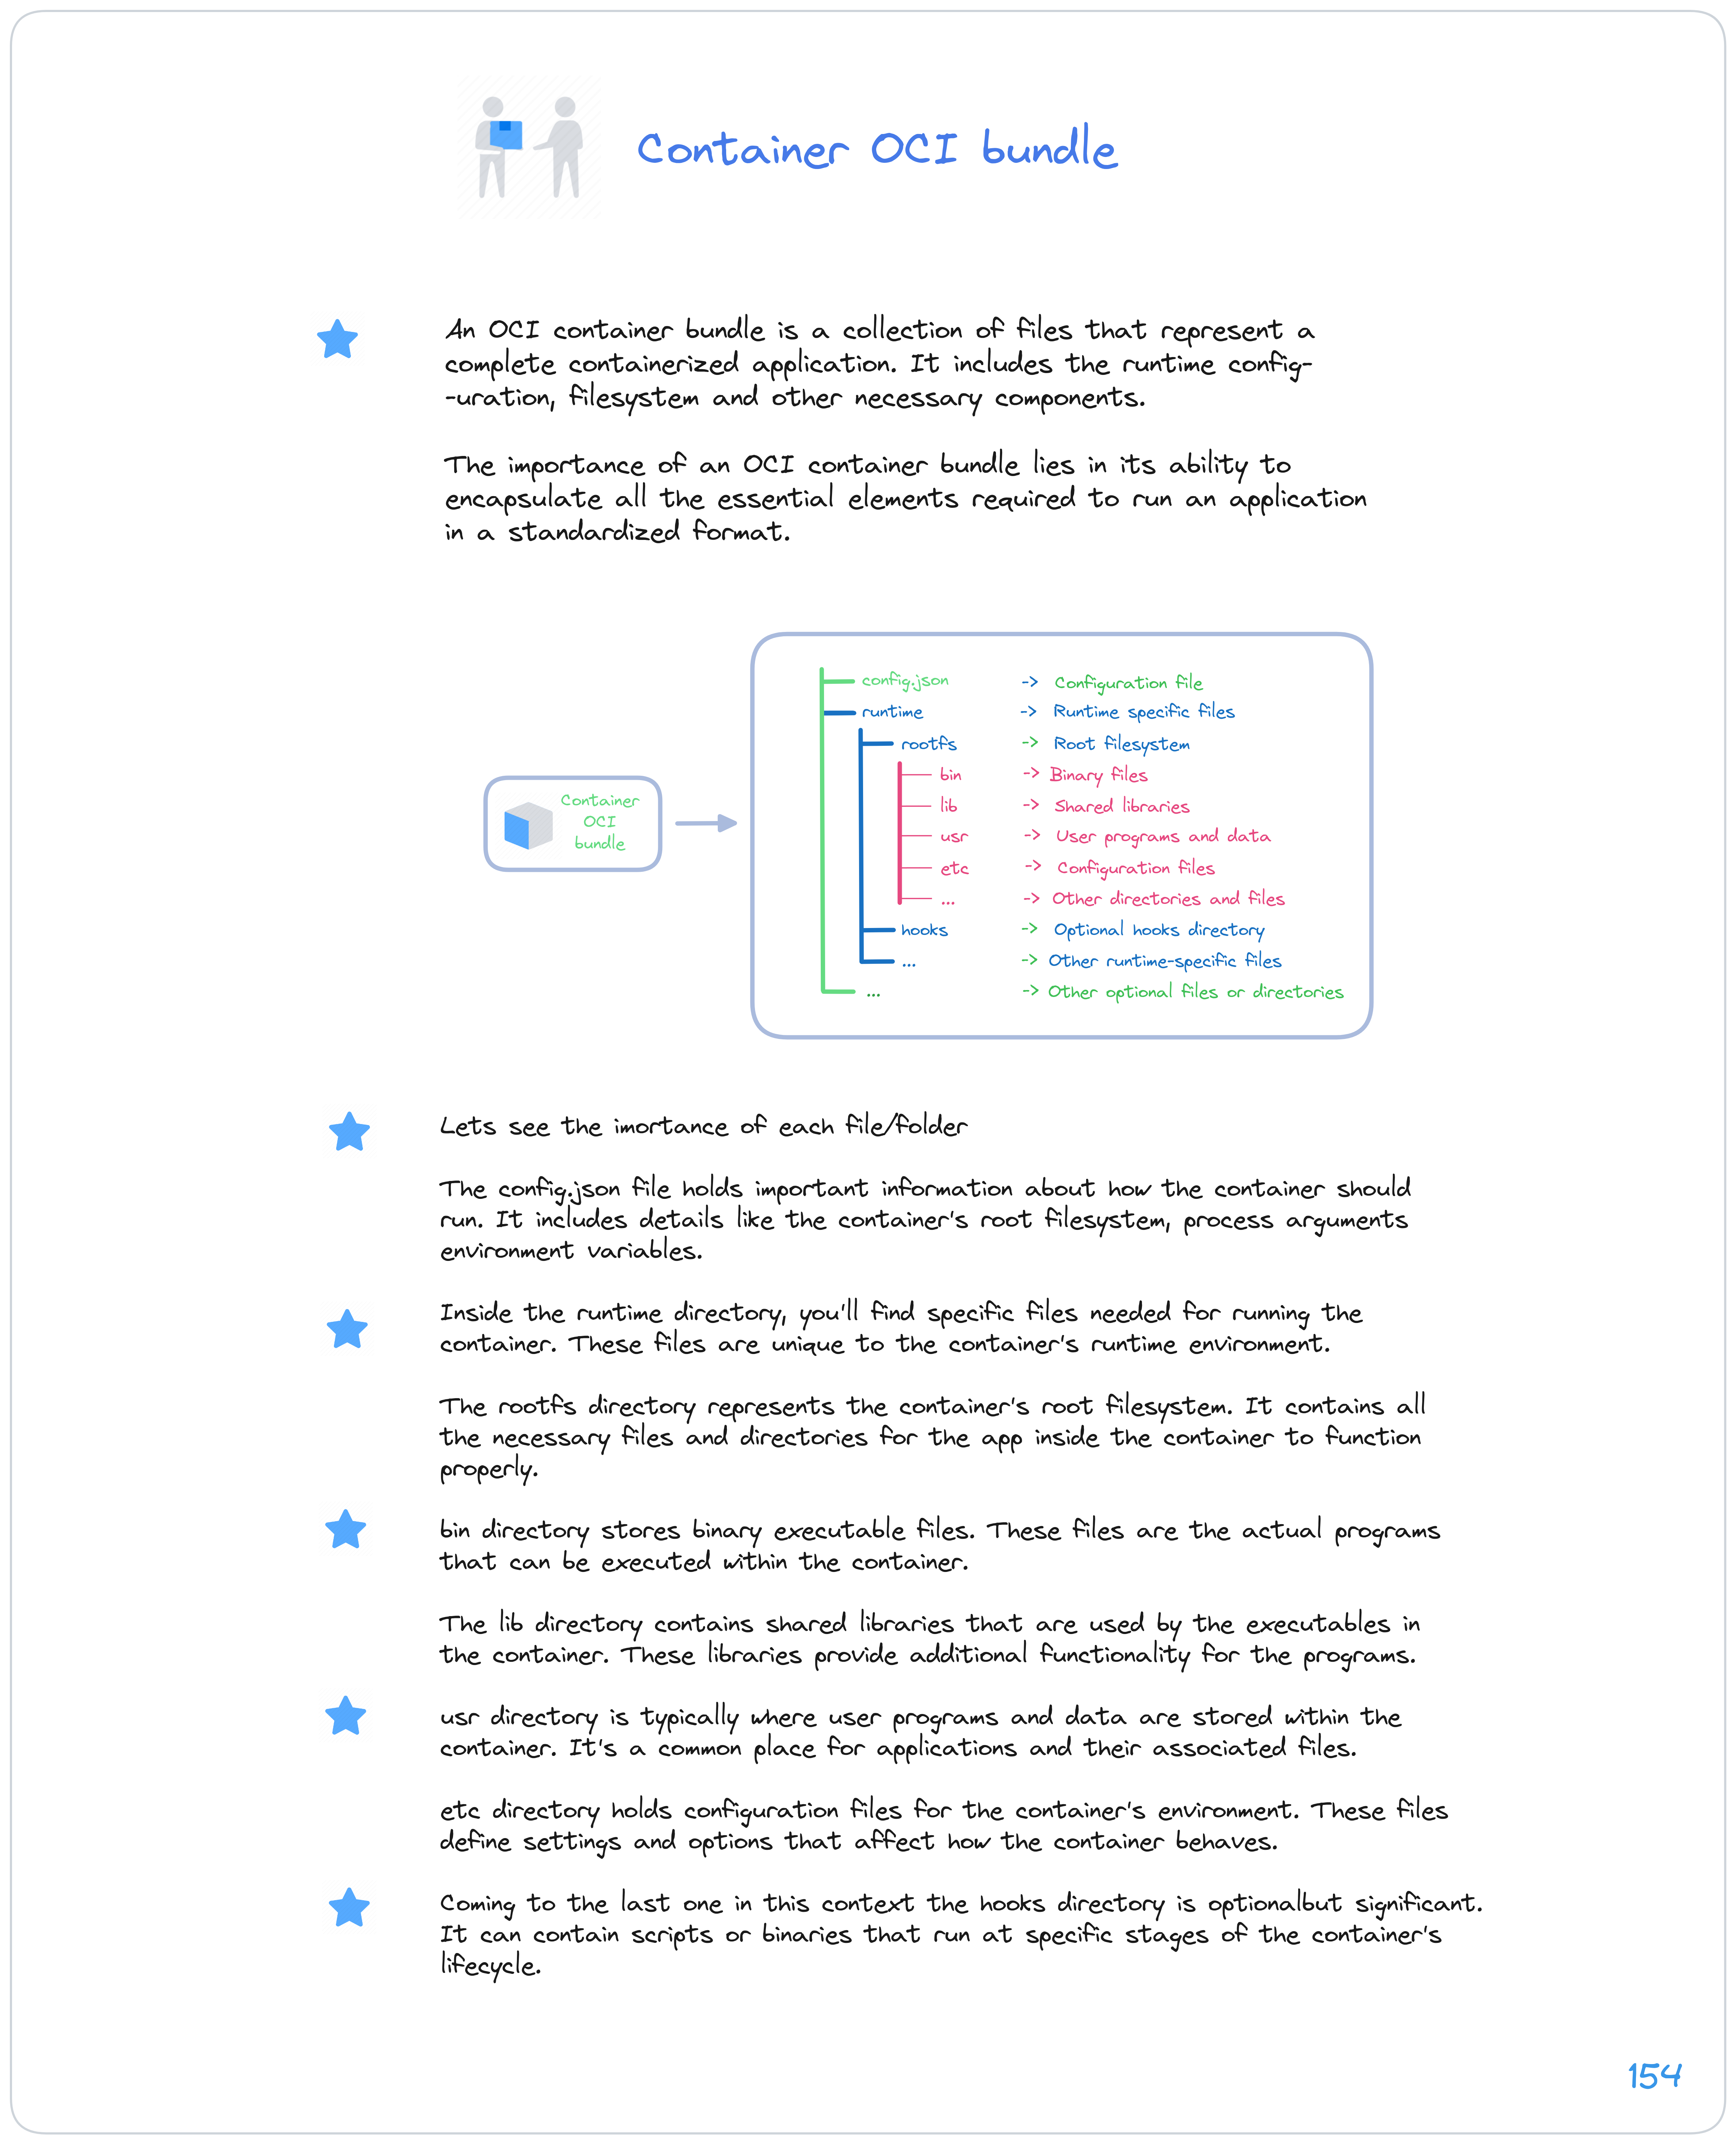 Container OCI bundle
An OCI container bundle is a collection of files that represent a
complete containerized application. It includes the runtime config-
-uration, filesystem and other necessary components.
The importance of an OCI container bundle lies in its ability to
encapsulate all the essential elements required to run an application
in a standardized format.
Container
OCI
bundle
config.json -> Configuration file
runtime -> Runtime specific files
rootfs -> Root filesystem
bin -> Binary files
lib -> Shared libraries
usr -> User programs and data
etc -> Configuration files
... -> Other directories and files
hooks -> Optional hooks directory
... -> Other runtime-specific files
... -> Other optional files or directories
Lets see the imortance of each file/folder
The config.json file holds important information about how the container should
run. It includes details like the container's root filesystem, process arguments
environment variables.
Inside the runtime directory, you'll find specific files needed for running the
container. These files are unique to the container's runtime environment.
The rootfs directory represents the container's root filesystem. It contains all
the necessary files and directories for the app inside the container to function
properly.
bin directory stores binary executable files. These files are the actual programs
that can be executed within the container.
The lib directory contains shared libraries that are used by the executables in
the container. These libraries provide additional functionality for the programs.
usr directory is typically where user programs and data are stored within the
container. It's a common place for applications and their associated files.
etc directory holds configuration files for the container's environment. These files
define settings and options that affect how the container behaves.
Coming to the last one in this context the hooks directory is optionalbut significant.
It can contain scripts or binaries that run at specific stages of the container's
lifecycle.
154